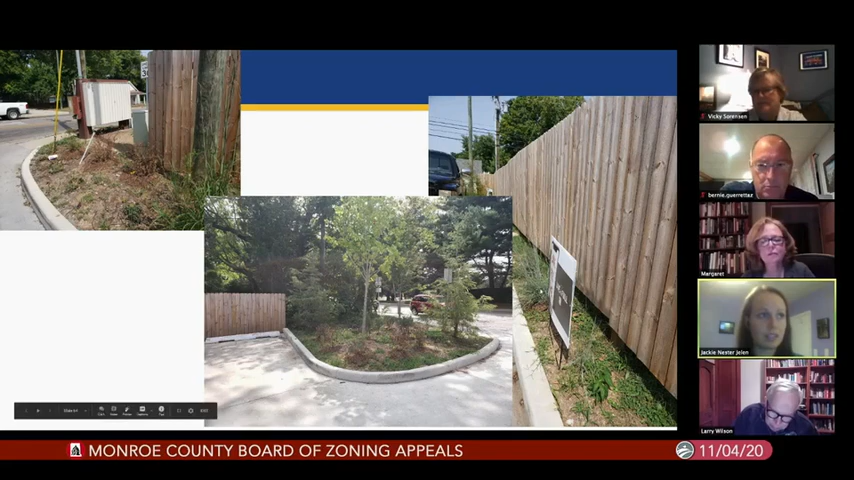 Vicky Sorensen
bernie.guerrettaz
Margaret
Jackie Nester Jelen
Larry Wilson
MONROE COUNTY BOARD OF ZONING APPEALS
11/04/20